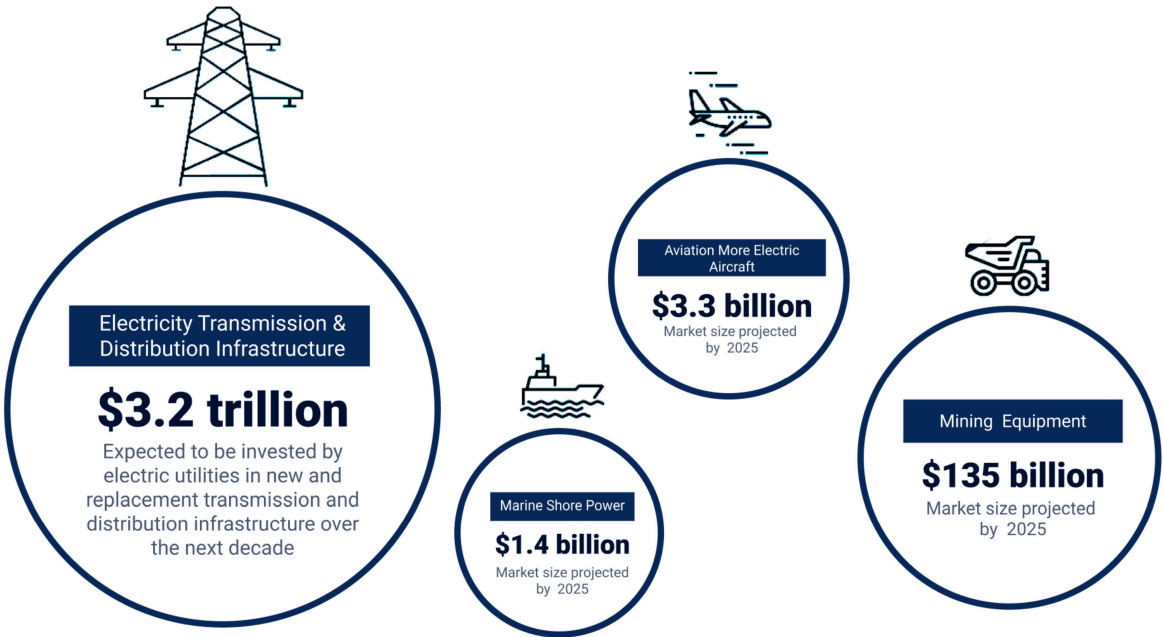 Electricity Transmission &
Distribution Infrastructure
$3.2 trillion
Expected to be invested by
electric utilities in new and
replacement transmission and
distribution infrastructure over
the next decade
Marine Shore Power
$1.4 billion
Market size projected
by 2025
Aviation More Electric
Aircraft
$3.3 billion
Market size projected
by 2025
Mining Equipment
$135 billion
Market size projected
by 2025